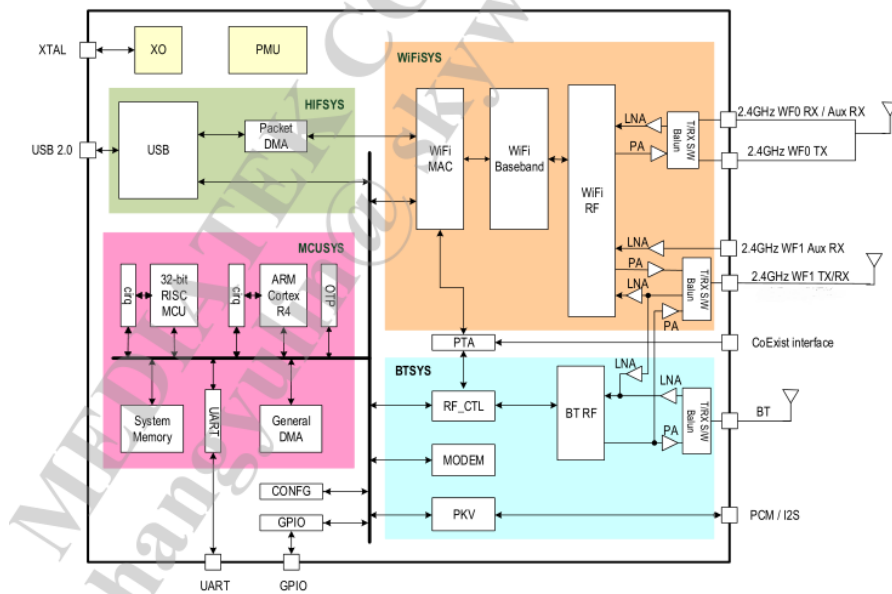 XTAL
XO
PMU
HIFSYS
USB
Packet
DMA
USB 2.0
WiFiSYS
WiFi
MAC
WiFi
Baseband
WiFi
RF
LNA
PA
T/RX S/W
Balun
2.4GHz WF0 RX / Aux RX
2.4GHz WF0 TX
LNA
PA
LNA
PA
T/RX S/W
Balun
2.4GHz WF1 Aux RX
2.4GHz WF1 TX/RX
MCUSYS
cirq
32-bit
RISC
MCU
cirq
ARM
Cortex
R4
OTP
System
Memory
UART
General
DMA
PTA
CoExist interface
BTSYS
RF_CTL
BT RF
LNA
LNA
PA
T/RX S/W
Balun
BT
MODEM
PKV
PCM / I2S
CONFG
GPIO
UART
GPIO
MEDIATEK CO
hangyulin@ skyw